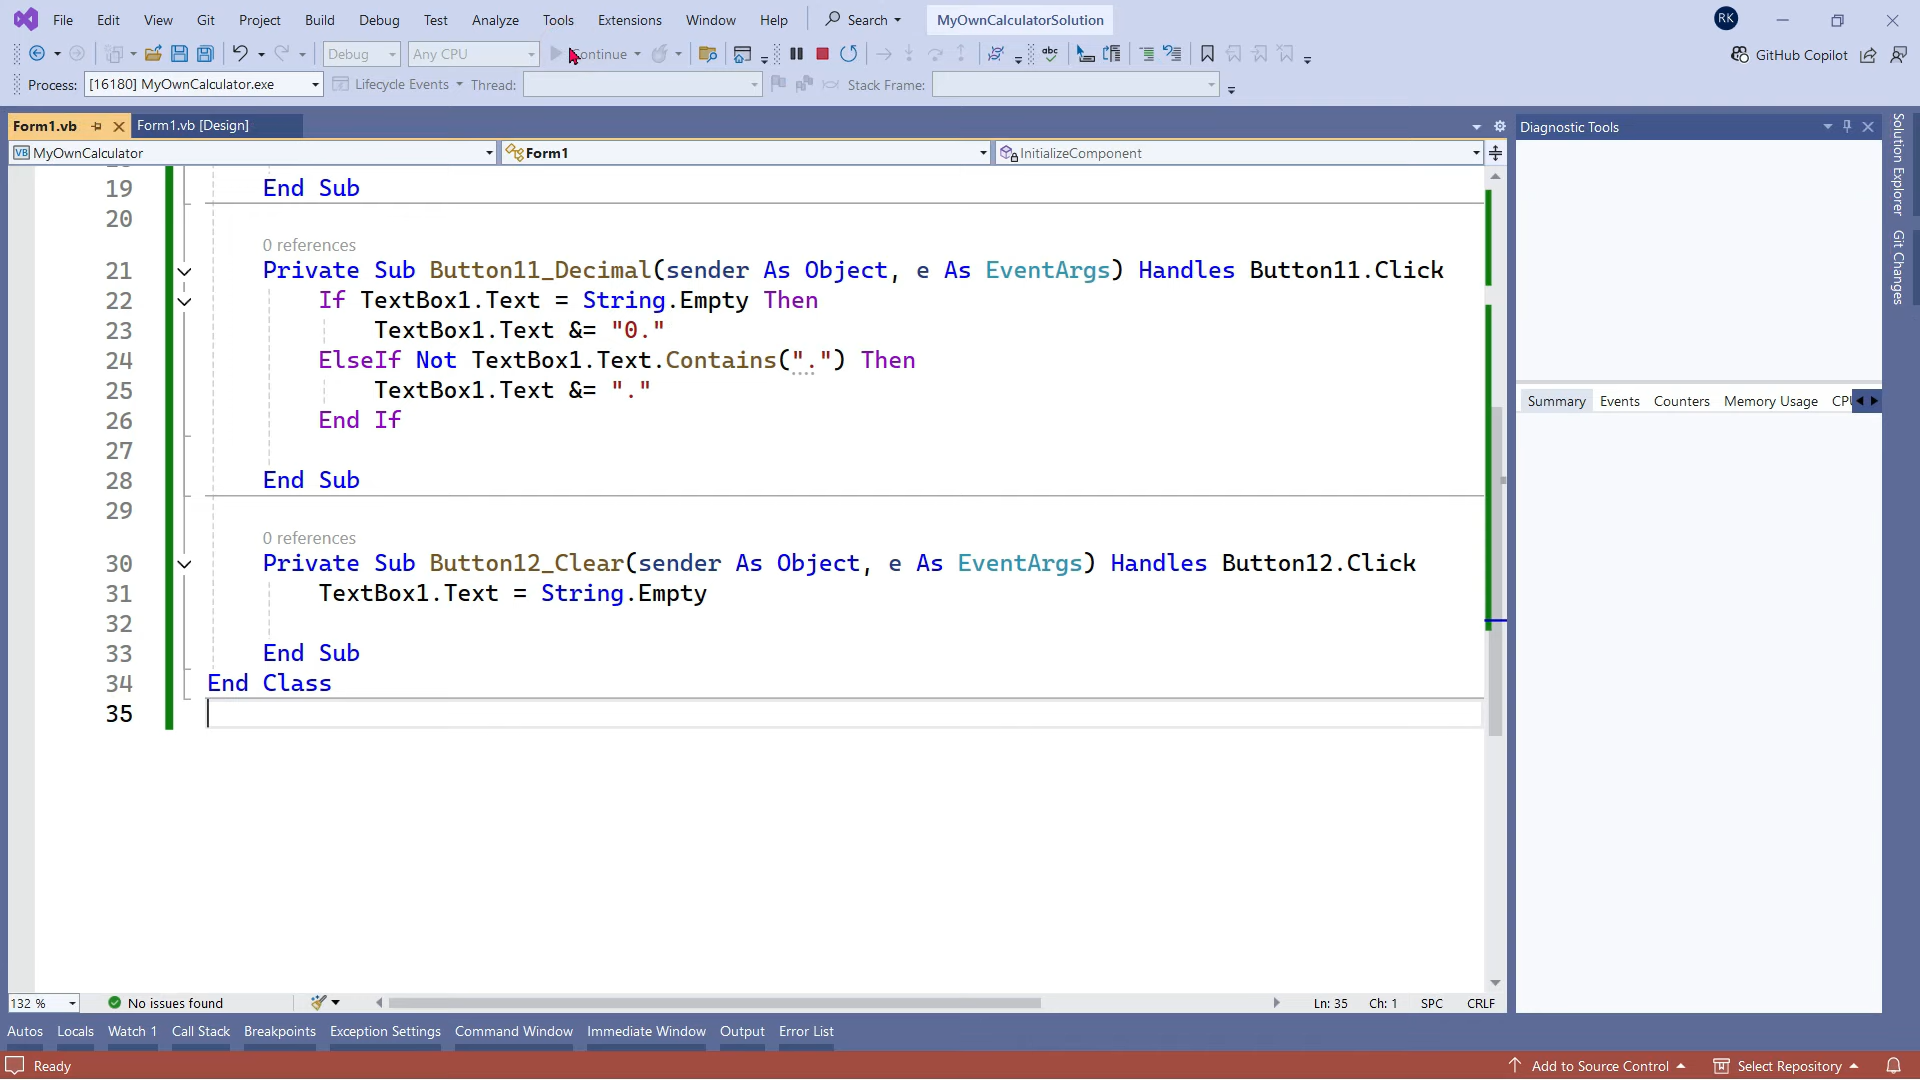 File Edit View Git Project Build Debug Test Analyze Tools Extensions Window Help Search MyOwnCalculatorSolution RK
Debug Any CPU Continue GitHub Copilot
Process: [16180] MyOwnCalculator.exe Lifecycle Events Thread: Stack Frame:
Form1.vb Form1.vb [Design] Diagnostic Tools
VB MyOwnCalculator Form1 InitializeComponent
Solution Explorer
Git Changes
19 End Sub
20
0 references
21 Private Sub Button11_Decimal(sender As Object, e As EventArgs) Handles Button11.Click
22 If TextBox1.Text = String.Empty Then
23 TextBox1.Text &= "0."
24 ElseIf Not TextBox1.Text.Contains(".") Then
25 TextBox1.Text &= "."
26 End If
27
28 End Sub
29
0 references
30 Private Sub Button12_Clear(sender As Object, e As EventArgs) Handles Button12.Click
31 TextBox1.Text = String.Empty
32
33 End Sub
34 End Class
35
Summary Events Counters Memory Usage
132 % No issues found Ln: 35 Ch: 1 SPC CRLF
Autos Locals Watch 1 Call Stack Breakpoints Exception Settings Command Window Immediate Window Output Error List
Ready Add to Source Control Select Repository